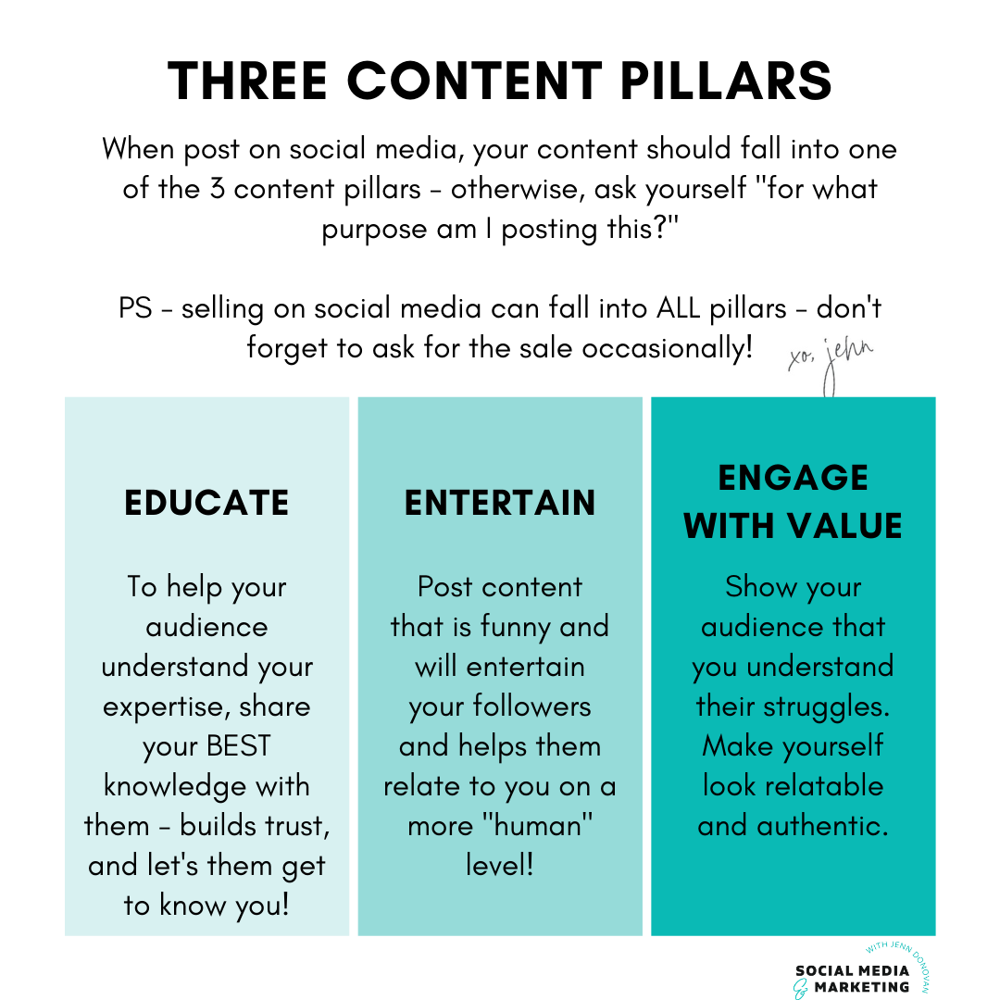 THREE CONTENT PILLARS
When post on social media, your content should fall into one
of the 3 content pillars - otherwise, ask yourself "for what
purpose am I posting this?"
PS - selling on social media can fall into ALL pillars - don't
forget to ask for the sale occasionally!
xo, jenn
EDUCATE
To help your
audience
understand your
expertise, share
your BEST
knowledge with
them - builds trust,
and let's them get
to know you!
ENTERTAIN
Post content
that is funny and
will entertain
your followers
and helps them
relate to you on a
more "human"
level!
ENGAGE
WITH VALUE
Show your
audience that
you understand
their struggles.
Make yourself
look relatable
and authentic.
WITH JENN DONOVAN
SOCIAL MEDIA
& MARKETING